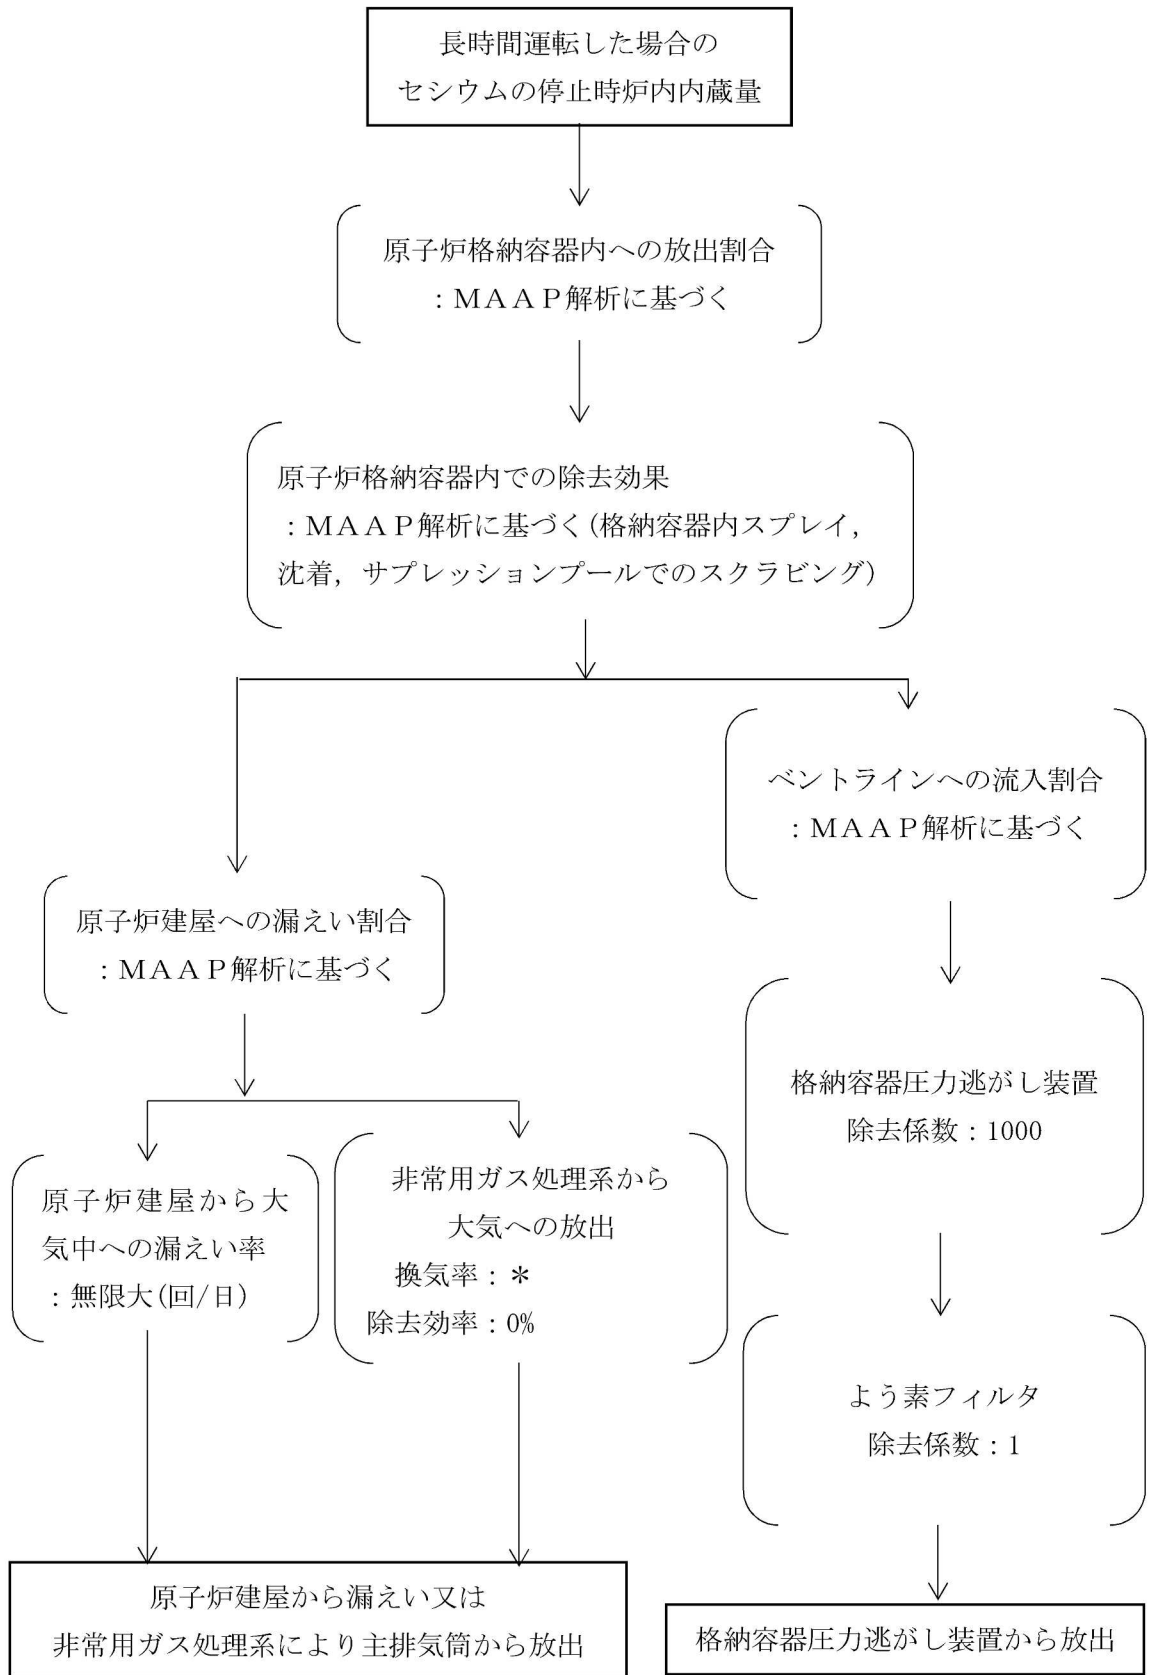 長時間運転した場合の
セシウムの停止時炉内内蔵量
原子炉格納容器内への放出割合
：ＭＡＡＰ解析に基づく
原子炉格納容器内での除去効果
：ＭＡＡＰ解析に基づく(格納容器内スプレイ，
沈着，サプレッションプールでのスクラビング)
ベントラインへの流入割合
：ＭＡＡＰ解析に基づく
原子炉建屋への漏えい割合
：ＭＡＡＰ解析に基づく
格納容器圧力逃がし装置
除去係数：1000
原子炉建屋から大
気中への漏えい率
：無限大(回/日)
非常用ガス処理系から
大気への放出
換気率：＊
除去効率：0%
よう素フィルタ
除去係数：1
原子炉建屋から漏えい又は
非常用ガス処理系により主排気筒から放出
格納容器圧力逃がし装置から放出